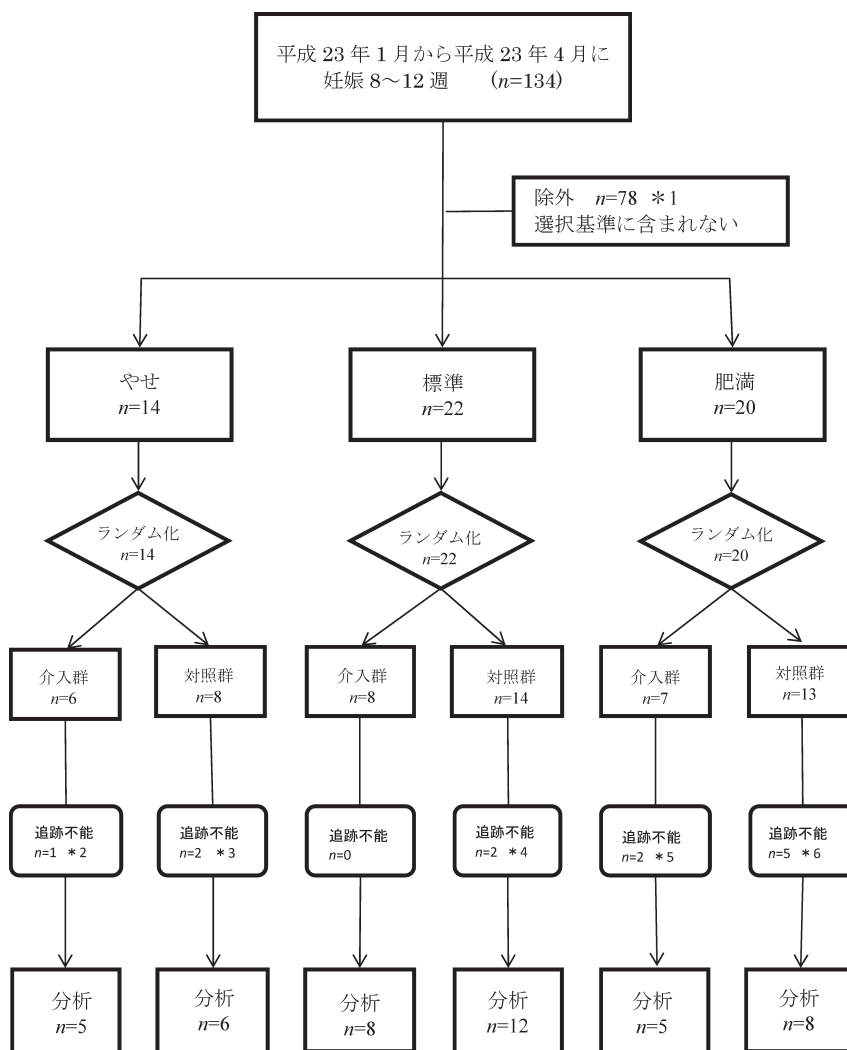 平成 23 年 1 月から平成 23 年 4 月に
妊娠 8～12 週 (n=134)
除外 n=78 ＊1
選択基準に含まれない
やせ
n=14
標準
n=22
肥満
n=20
ランダム化
n=14
ランダム化
n=22
ランダム化
n=20
介入群
n=6
対照群
n=8
介入群
n=8
対照群
n=14
介入群
n=7
対照群
n=13
追跡不能
n=1 ＊2
追跡不能
n=2 ＊3
追跡不能
n=0
追跡不能
n=2 ＊4
追跡不能
n=2 ＊5
追跡不能
n=5 ＊6
分析
n=5
分析
n=6
分析
n=8
分析
n=12
分析
n=5
分析
n=8